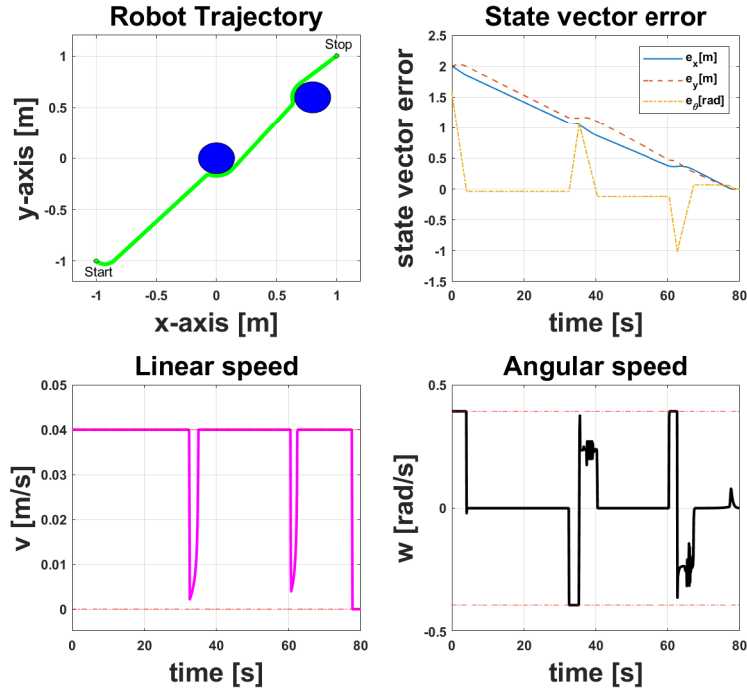 Robot Trajectory
1
0.5
0
-0.5
-1
y-axis [m]
Stop
Start
-1
-0.5
0
0.5
1
x-axis [m]
State vector error
2.5
2
1.5
1
0.5
0
-0.5
-1
-1.5
state vector error
e_x[m]
e_y[m]
e_θ[rad]
0
20
40
60
80
time [s]
Linear speed
0.05
0.04
0.03
0.02
0.01
0
v [m/s]
0
20
40
60
80
time [s]
Angular speed
0.5
0
-0.5
w [rad/s]
0
20
40
60
80
time [s]